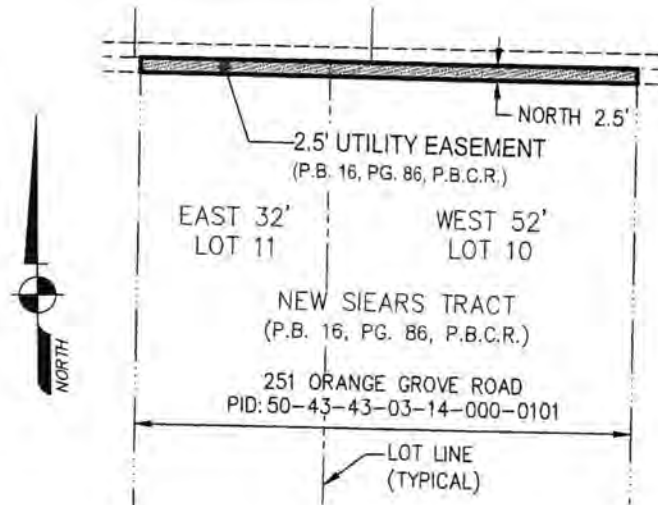 NORTH 2.5'
2.5' UTILITY EASEMENT
(P.B. 16, PG. 86, P.B.C.R.)
EAST 32'
LOT 11
WEST 52'
LOT 10
NEW SIEARS TRACT
(P.B. 16, PG. 86, P.B.C.R.)
251 ORANGE GROVE ROAD
PID: 50-43-43-03-14-000-0101
LOT LINE
(TYPICAL)
NORTH